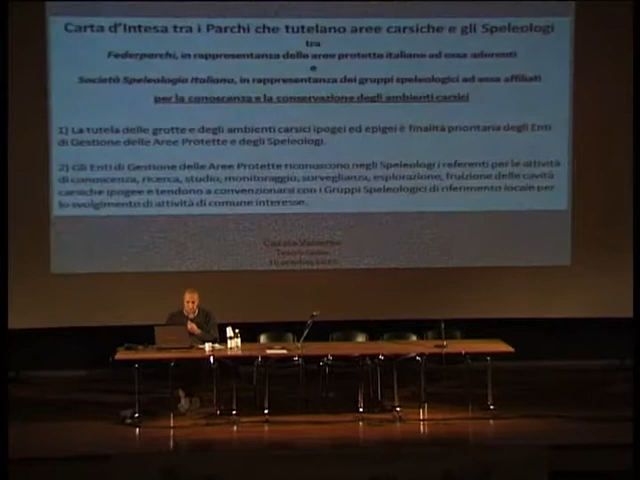 Carta d'Intesa tra i Parchi che tutelano aree carsiche e gli Speleologi
tra
Federparchi, in rappresentanza delle aree protette italiane ad essa aderenti
e
Società Speleologia Italiana, in rappresentanza dei gruppi speleologici ad essa affiliati
per la conoscenza e la conservazione degli ambienti carsici
1) La tutela delle grotte e degli ambienti carsici ipogei ed epigei è finalità prioritaria degli Enti
di Gestione delle Aree Protette e degli Speleologi.
2) Gli Enti di Gestione delle Aree Protette riconoscono negli Speleologi i referenti per le attività
di conoscenza, ricerca, studio, monitoraggio, sorveglianza, esplorazione, fruizione delle cavità
carsiche ipogee e tendono a convenzionarsi con i Gruppi Speleologici di riferimento locale per
lo svolgimento di attività di comune interesse.